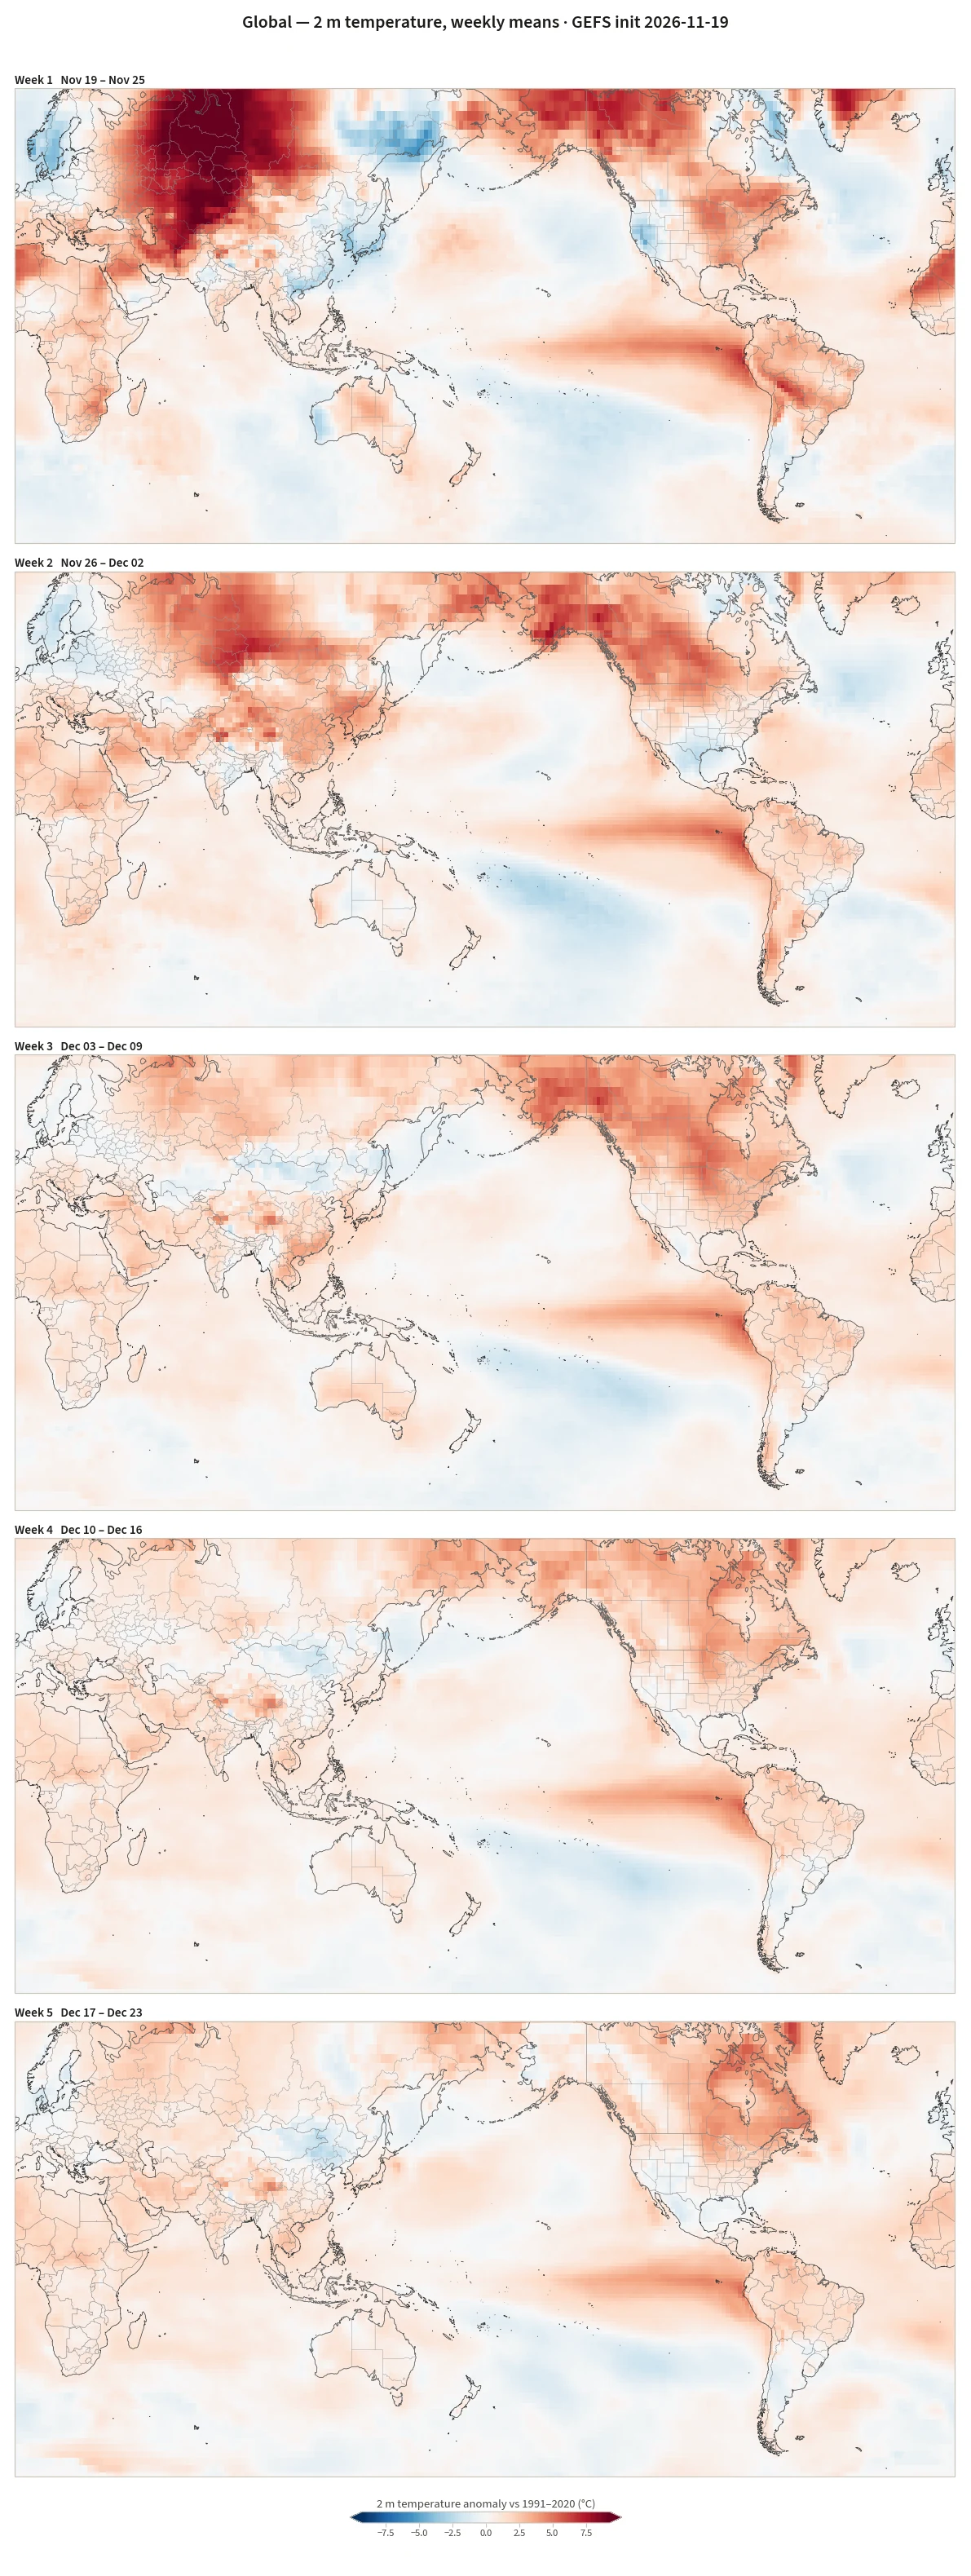 Global — 2 m temperature, weekly means · GEFS init 2026-11-19
Week 1 Nov 19 – Nov 25
Week 2 Nov 26 – Dec 02
Week 3 Dec 03 – Dec 09
Week 4 Dec 10 – Dec 16
Week 5 Dec 17 – Dec 23
2 m temperature anomaly vs 1991–2020 (°C)
−7.5 −5.0 −2.5 0.0 2.5 5.0 7.5